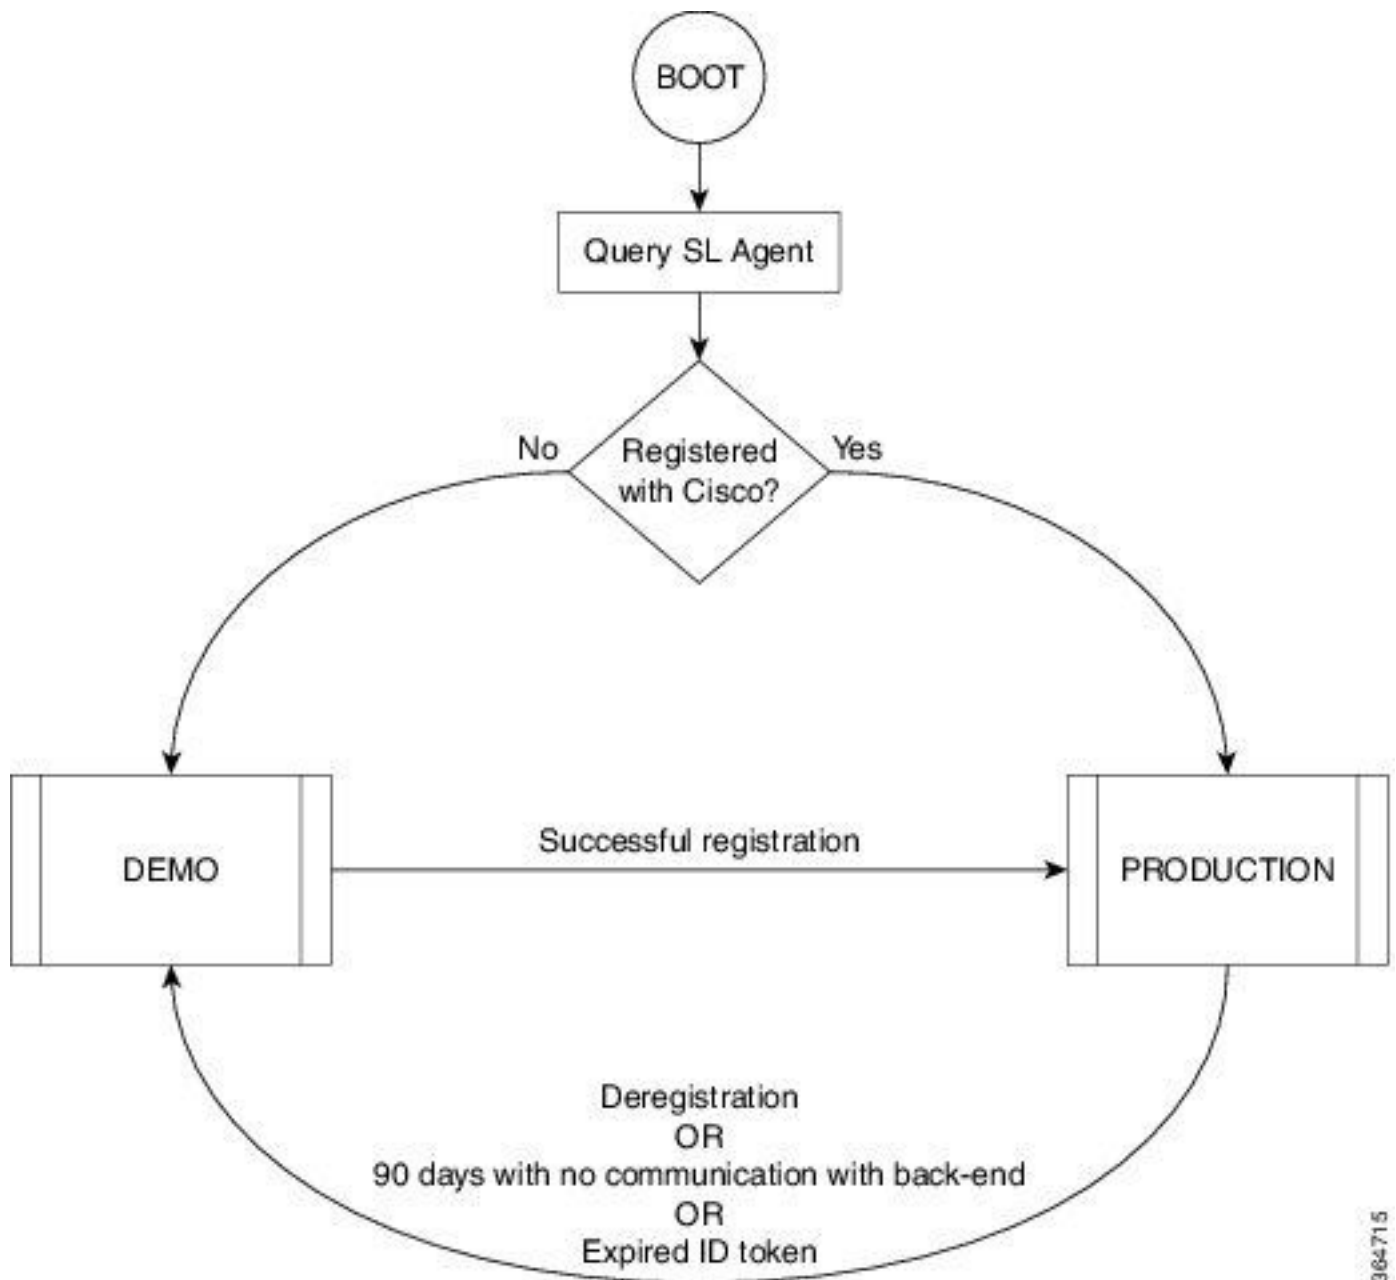 BOOT
Query SL Agent
No
Registered
with Cisco?
Yes
DEMO
Successful registration
PRODUCTION
Deregistration
OR
90 days with no communication with back-end
OR
Expired ID token
364715